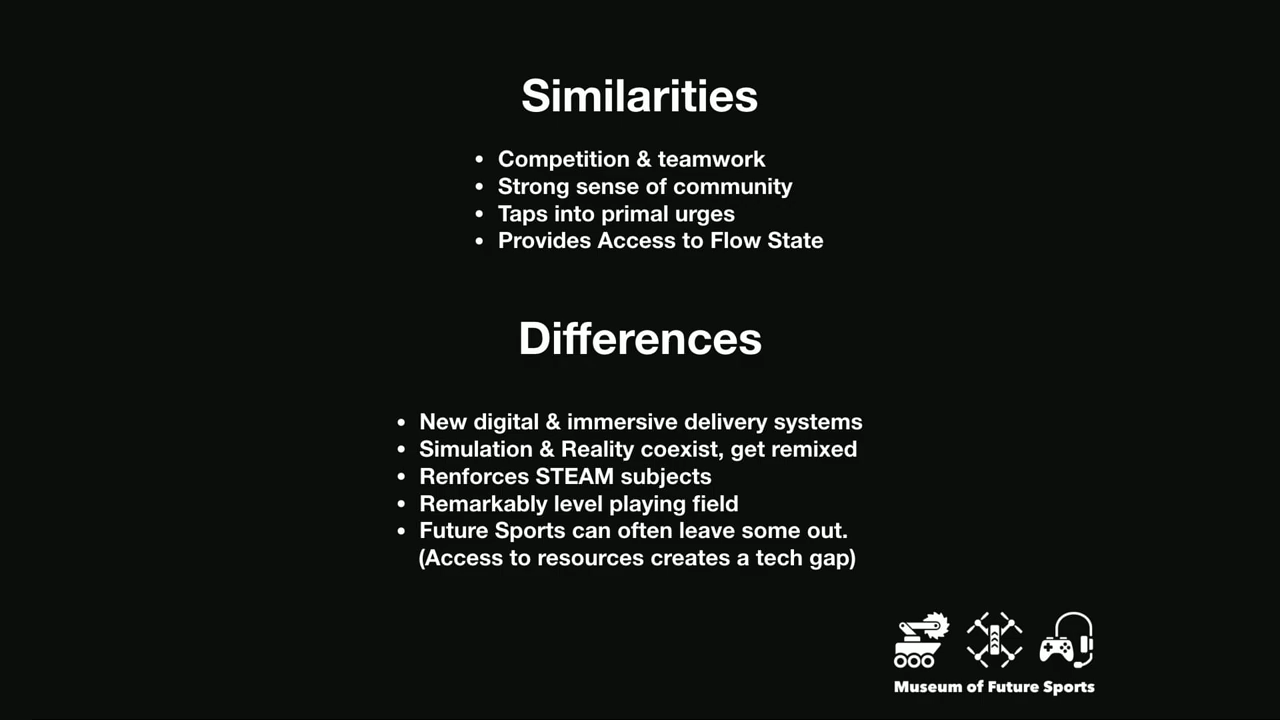 Similarities
• Competition & teamwork
• Strong sense of community
• Taps into primal urges
• Provides Access to Flow State
Differences
• New digital & immersive delivery systems
• Simulation & Reality coexist, get remixed
• Renforces STEAM subjects
• Remarkably level playing field
• Future Sports can often leave some out.
(Access to resources creates a tech gap)
Museum of Future Sports